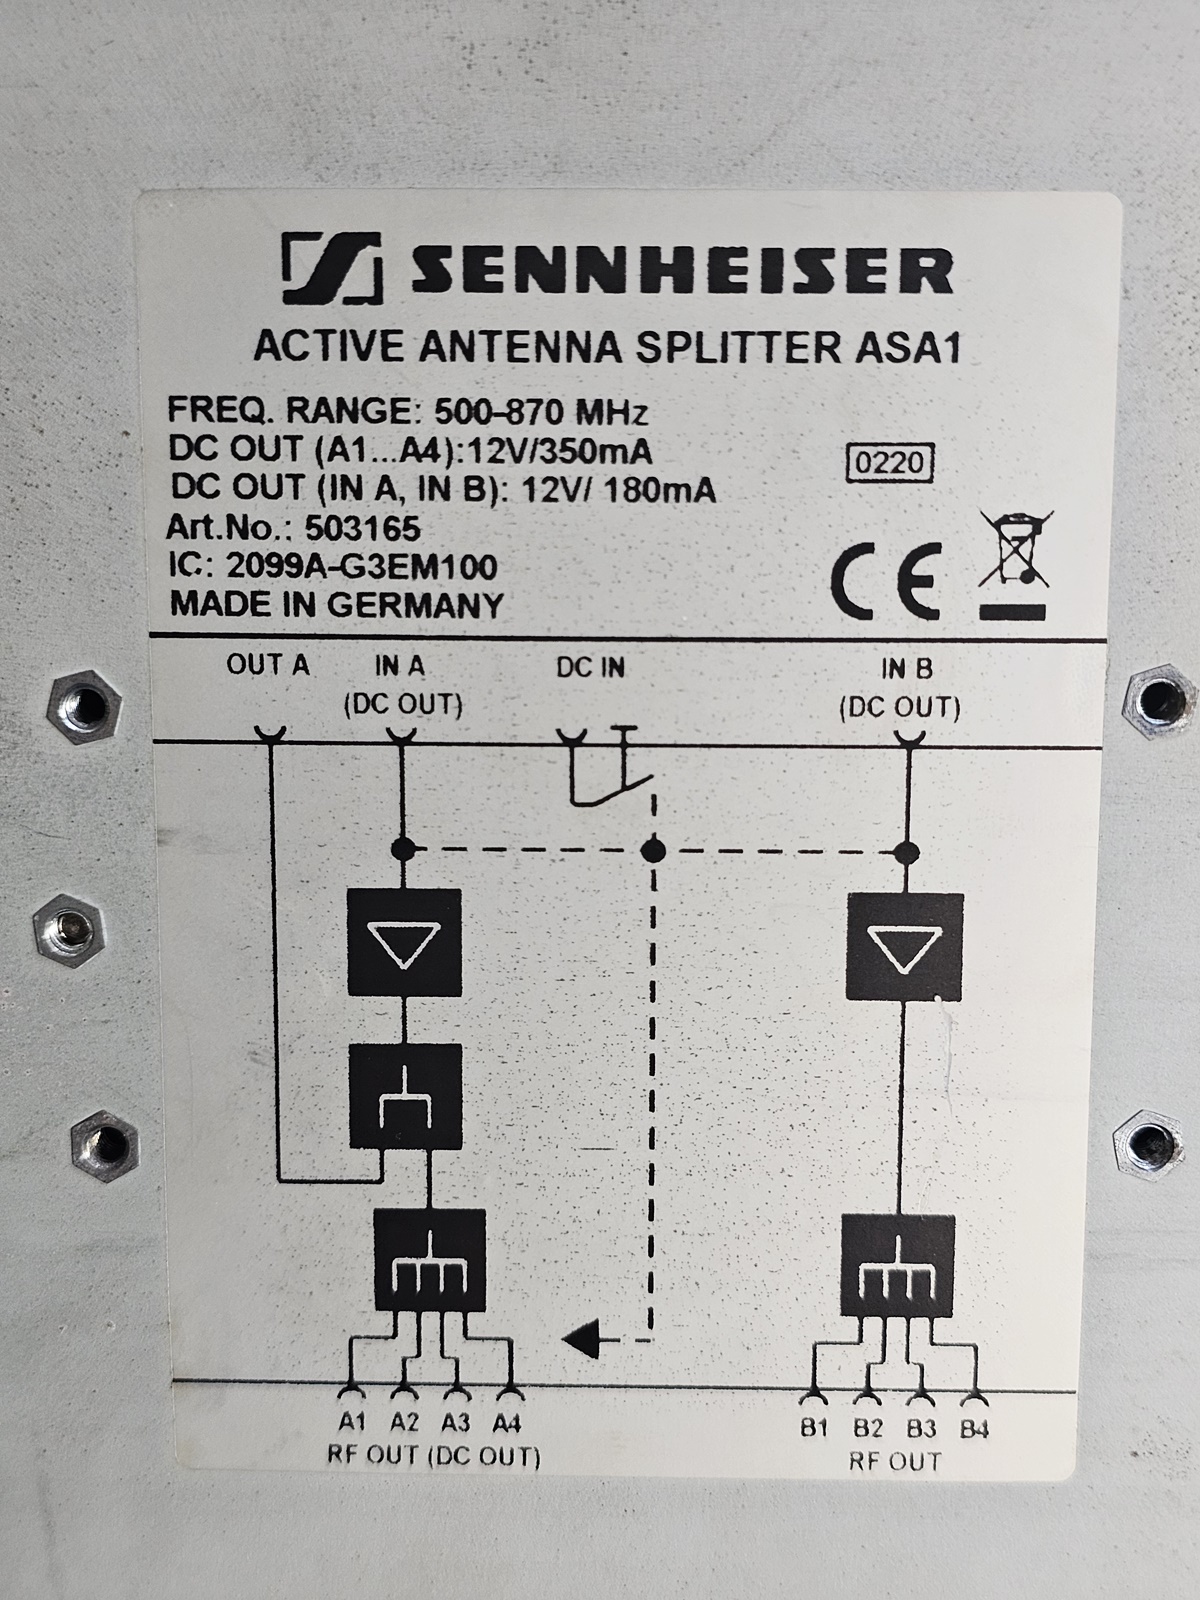 SENNHEISER
ACTIVE ANTENNA SPLITTER ASA1
FREQ. RANGE: 500-870 MHz
DC OUT (A1...A4):12V/350mA
DC OUT (IN A, IN B): 12V/ 180mA
0220
Art.No.: 503165
IC: 2099A-G3EM100
MADE IN GERMANY
CE
OUT A IN A DC IN IN B
(DC OUT) (DC OUT)
A1 A2 A3 A4 B1 B2 B3 B4
RF OUT (DC OUT) RF OUT